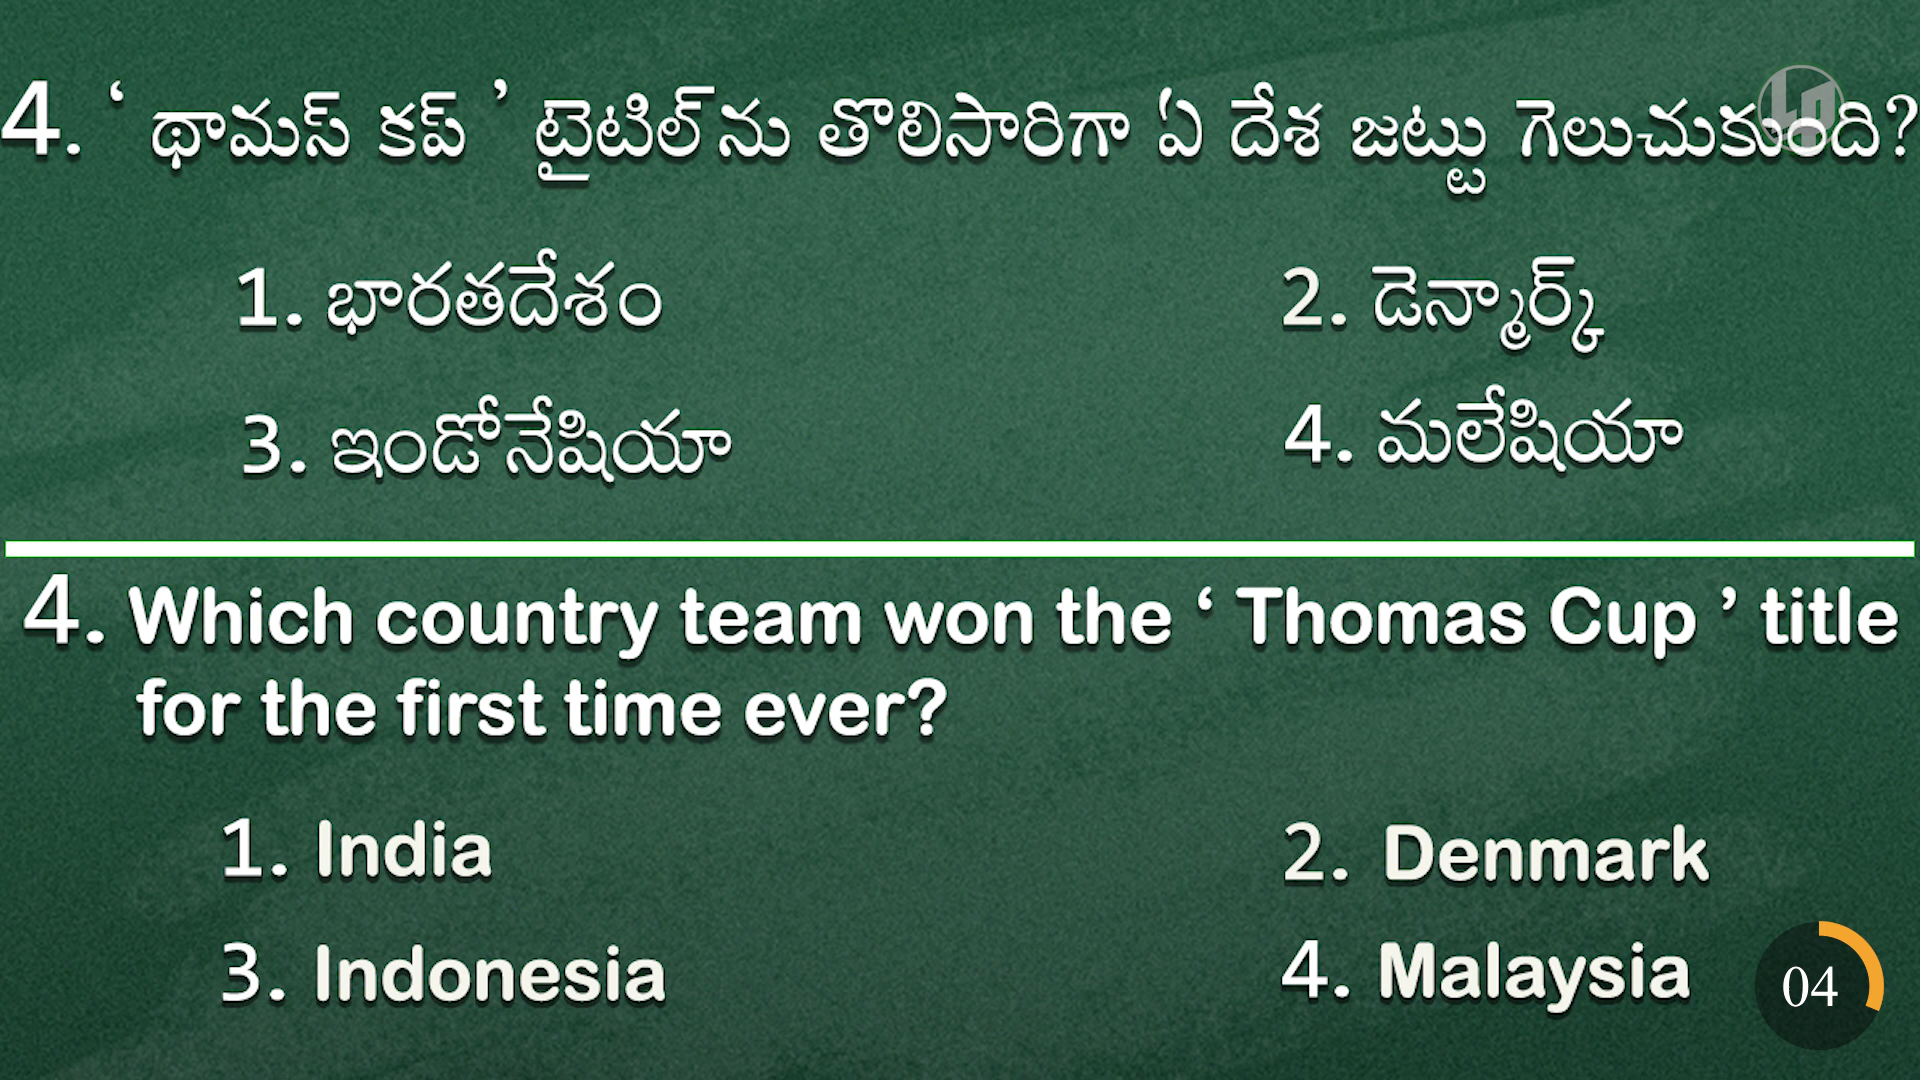 4. ‘ థామస్ కప్ ’ టైటిల్‌ను తొలిసారిగా ఏ దేశ జట్టు గెలుచుకుంది?
1. భారతదేశం 2. డెన్మార్క్
3. ఇండోనేషియా 4. మలేషియా
4. Which country team won the ‘ Thomas Cup ’ title
for the first time ever?
1. India 2. Denmark
3. Indonesia 4. Malaysia
04